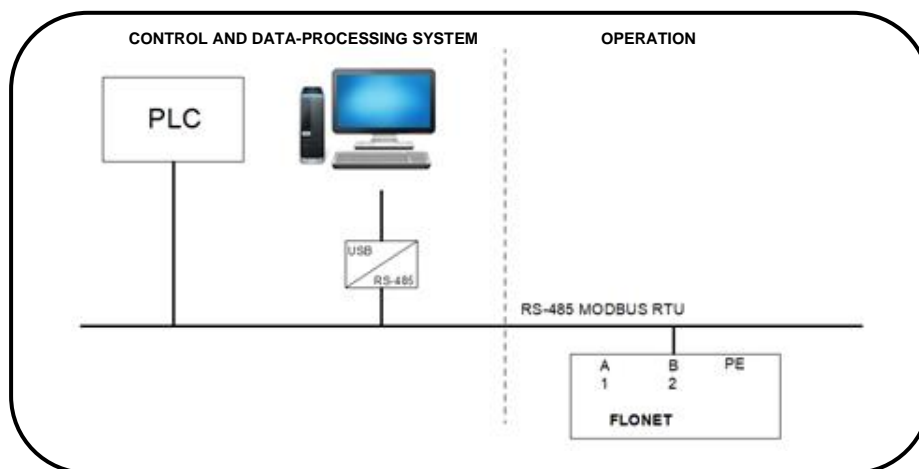 CONTROL AND DATA-PROCESSING SYSTEM
OPERATION
PLC
USB
RS-485
RS-485 MODBUS RTU
A B PE
1 2
FLONET